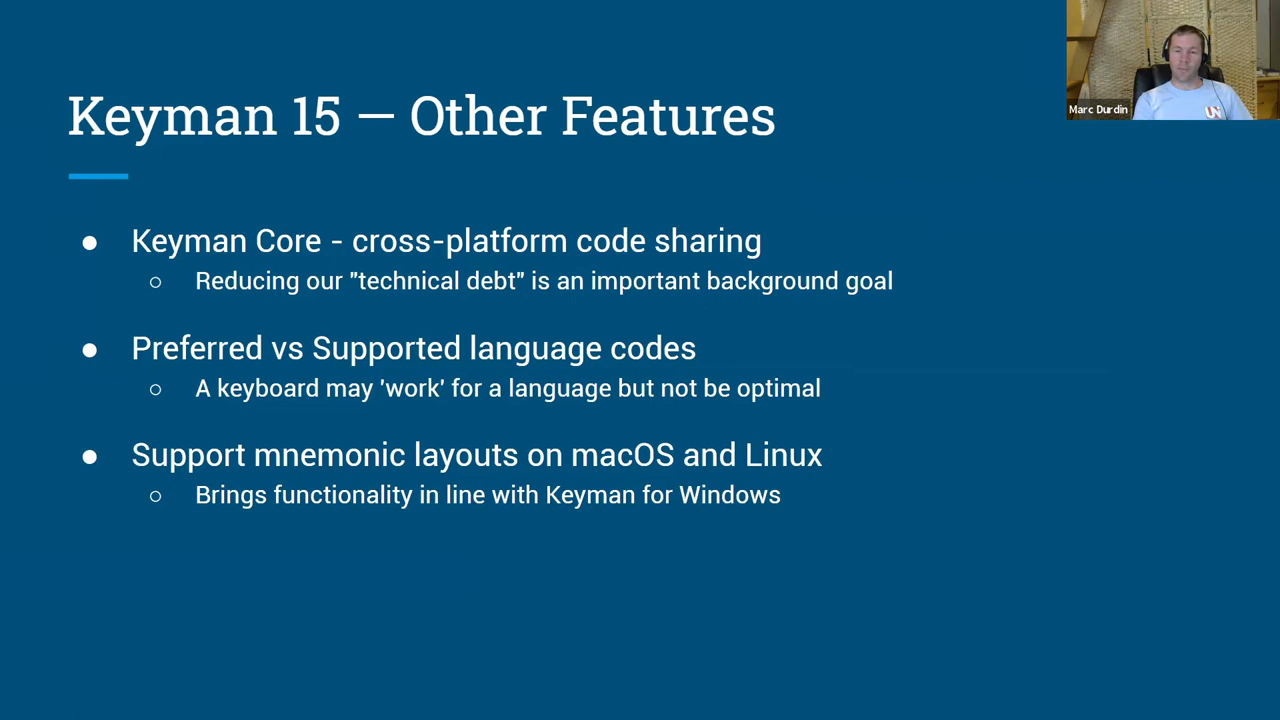 Keyman 15 — Other Features
Marc Durdin
● Keyman Core - cross-platform code sharing
○ Reducing our "technical debt" is an important background goal
● Preferred vs Supported language codes
○ A keyboard may 'work' for a language but not be optimal
● Support mnemonic layouts on macOS and Linux
○ Brings functionality in line with Keyman for Windows